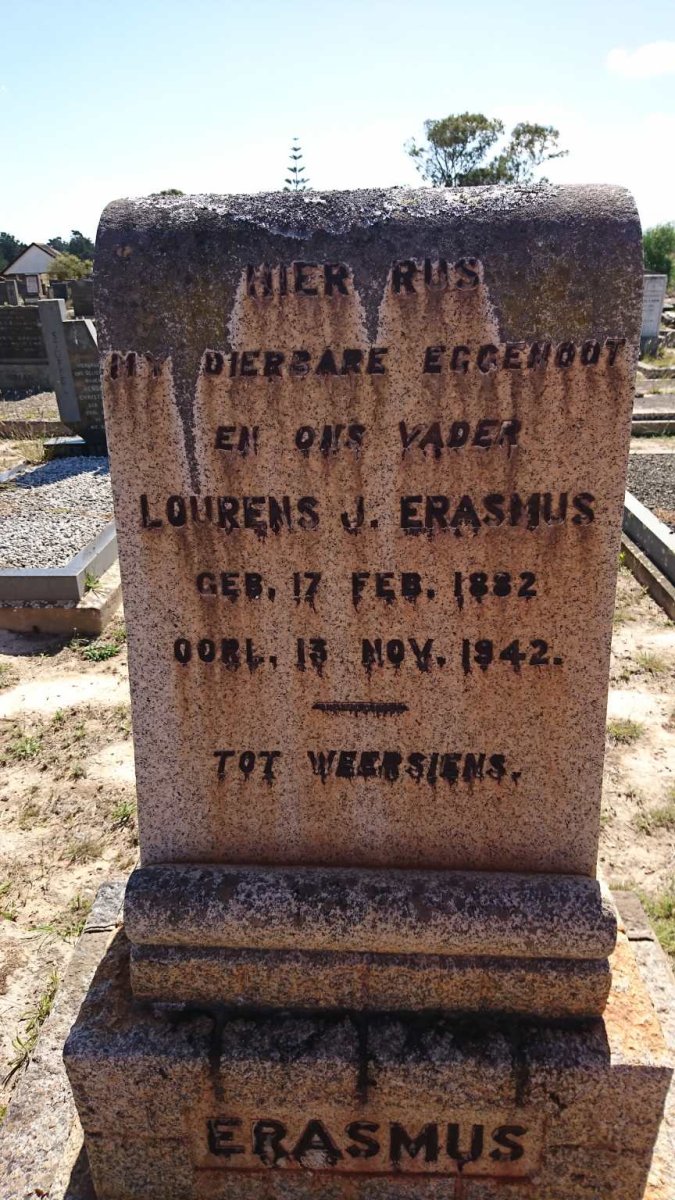 HIER RUS
MY DIERBARE EGGENOOT
EN ONS VADER
LOURENS J. ERASMUS
GEB. 17 FEB. 1882
OORL. 13 NOV. 1942.
TOT WEERSIENS.
ERASMUS